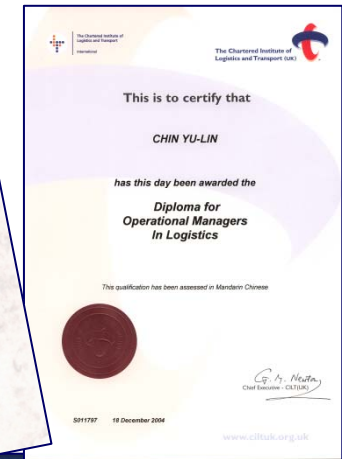 The Chartered Institute of
Logistics and Transport
International
The Chartered Institute of
Logistics and Transport (UK)
This is to certify that
CHIN YU-LIN
has this day been awarded the
Diploma for
Operational Managers
In Logistics
This qualification has been assessed in Mandarin Chinese
G. N. Newton
Chief Executive - CILT(UK)
S011797 18 December 2004
www.ciltuk.org.uk